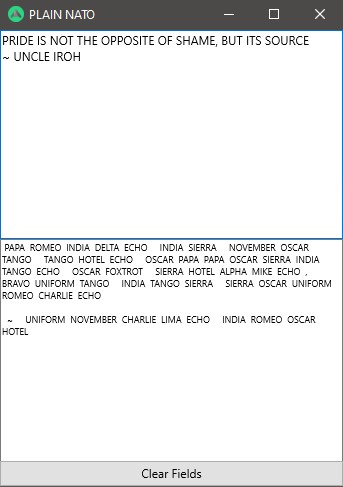 PLAIN NATO
PRIDE IS NOT THE OPPOSITE OF SHAME, BUT ITS SOURCE
~ UNCLE IROH
PAPA ROMEO INDIA DELTA ECHO INDIA SIERRA NOVEMBER OSCAR
TANGO TANGO HOTEL ECHO OSCAR PAPA PAPA OSCAR SIERRA INDIA
TANGO ECHO OSCAR FOXTROT SIERRA HOTEL ALPHA MIKE ECHO ,
BRAVO UNIFORM TANGO INDIA TANGO SIERRA SIERRA OSCAR UNIFORM
ROMEO CHARLIE ECHO
~ UNIFORM NOVEMBER CHARLIE LIMA ECHO INDIA ROMEO OSCAR
HOTEL
Clear Fields